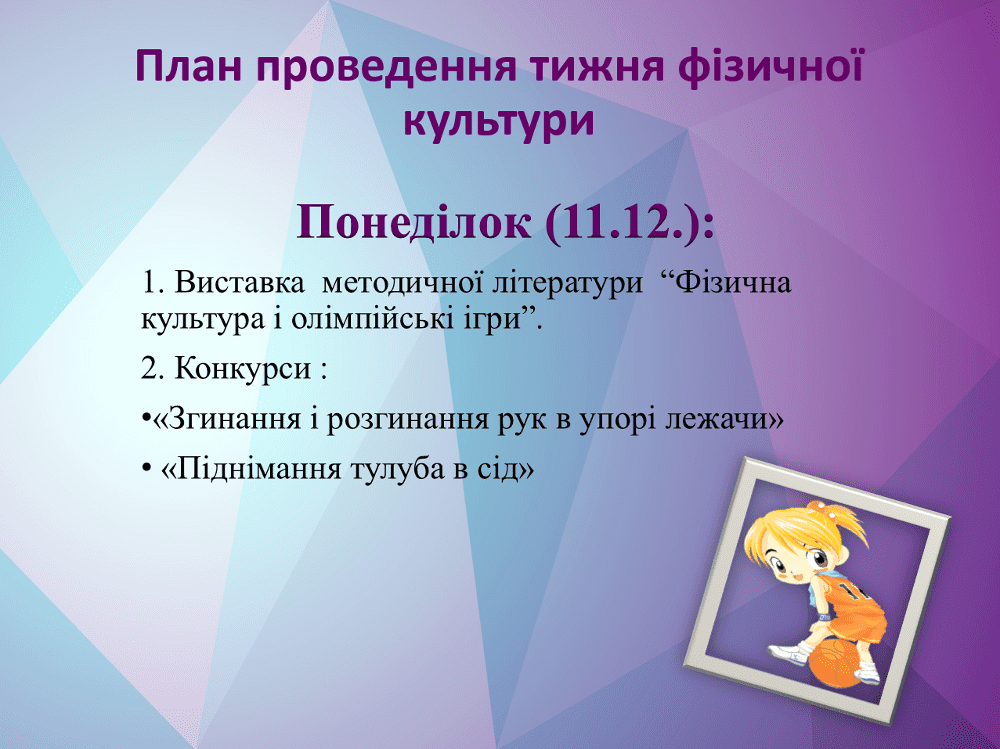 План проведення тижня фізичної
культури
Понеділок (11.12.):
1. Виставка  методичної літератури  “Фізична
культура і олімпійські ігри”.
2. Конкурси :
•«Згинання і розгинання рук в упорі лежачи»
• «Піднімання тулуба в сід»